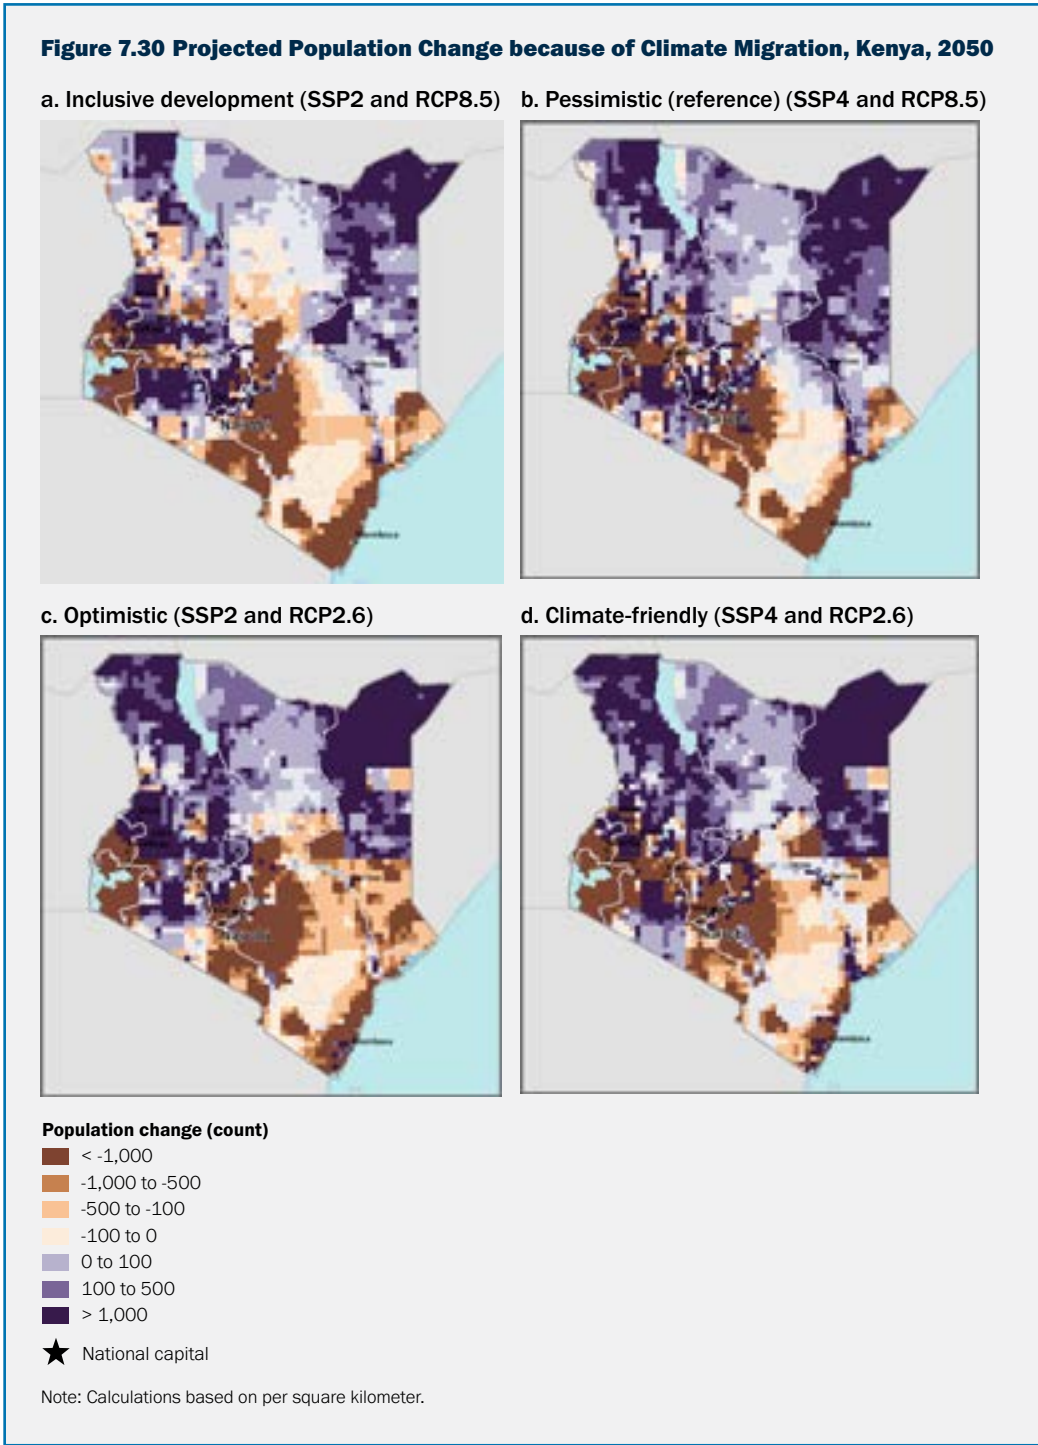 Figure 7.30 Projected Population Change because of Climate Migration, Kenya, 2050
a. Inclusive development (SSP2 and RCP8.5)
b. Pessimistic (reference) (SSP4 and RCP8.5)
c. Optimistic (SSP2 and RCP2.6)
d. Climate-friendly (SSP4 and RCP2.6)
Population change (count)
< -1,000
-1,000 to -500
-500 to -100
-100 to 0
0 to 100
100 to 500
> 1,000
National capital
Note: Calculations based on per square kilometer.